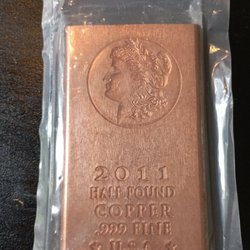 2011
HALF POUND
COPPER
.999 FINE
★ U.S.A. ★